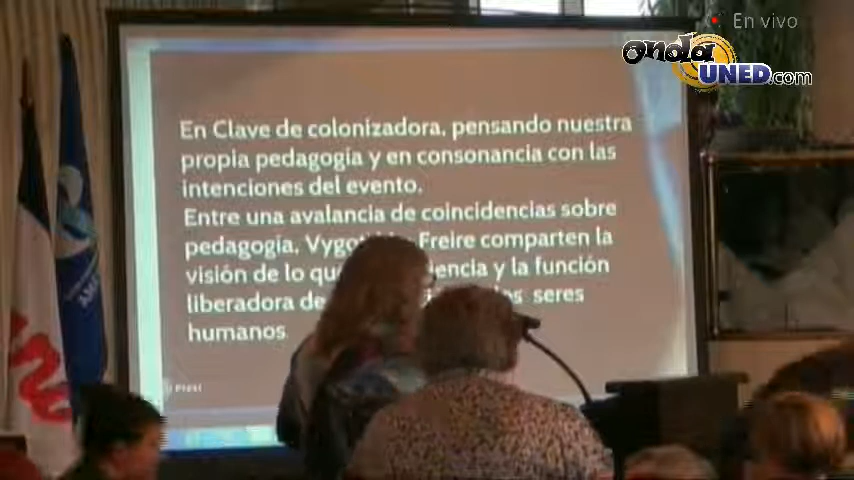 En vivo
onda
UNED.com
En Clave de colonizadora, pensando nuestra
propia pedagogía y en consonancia con las
intenciones del evento.
Entre una avalancia de coincidencias sobre
pedagogía, Freire comparten la
visión de lo y la función
liberadora seres
humanos
Prezi